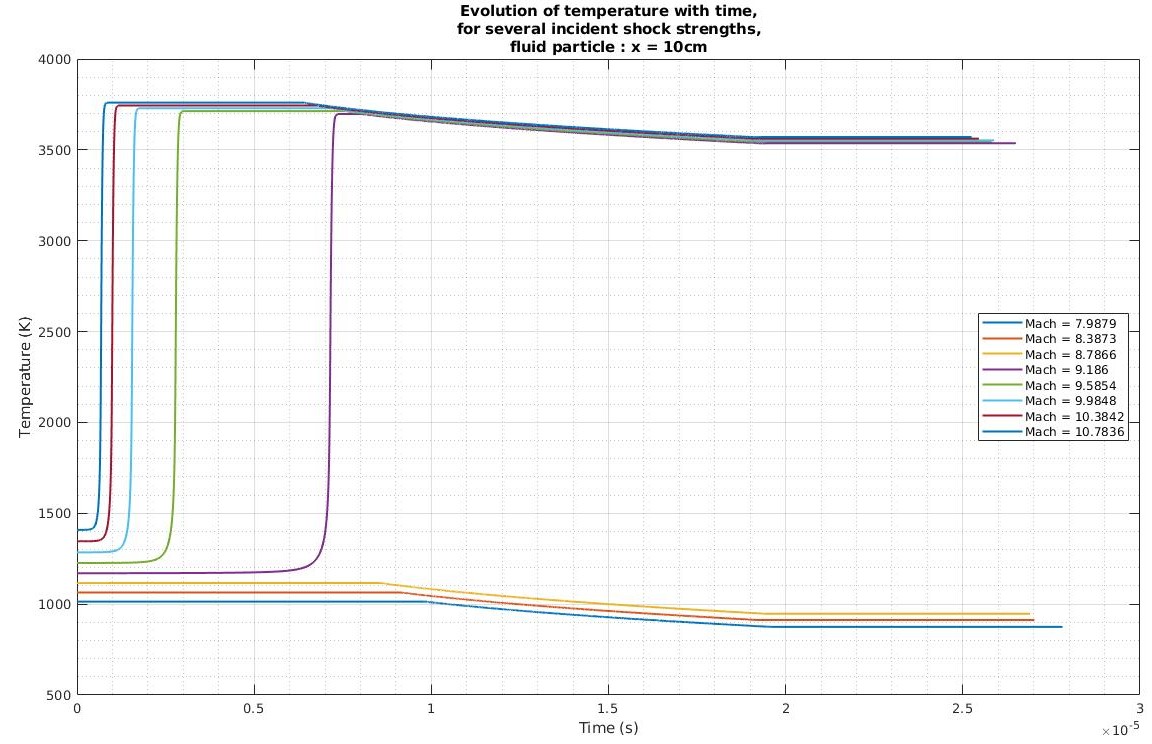 Evolution of temperature with time,
for several incident shock strengths,
fluid particle : x = 10cm
4000
3500
3000
2500
2000
1500
1000
500
Temperature (K)
Mach = 7.9879
Mach = 8.3873
Mach = 8.7866
Mach = 9.186
Mach = 9.5854
Mach = 9.9848
Mach = 10.3842
Mach = 10.7836
0 0.5 1 1.5 2 2.5 3
Time (s)
×10-5